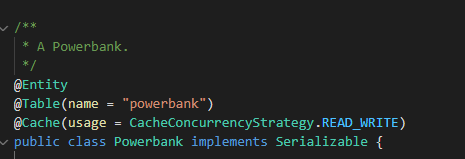 /**
 * A Powerbank.
 */
@Entity
@Table(name = "powerbank")
@Cache(usage = CacheConcurrencyStrategy.READ_WRITE)
public class Powerbank implements Serializable {